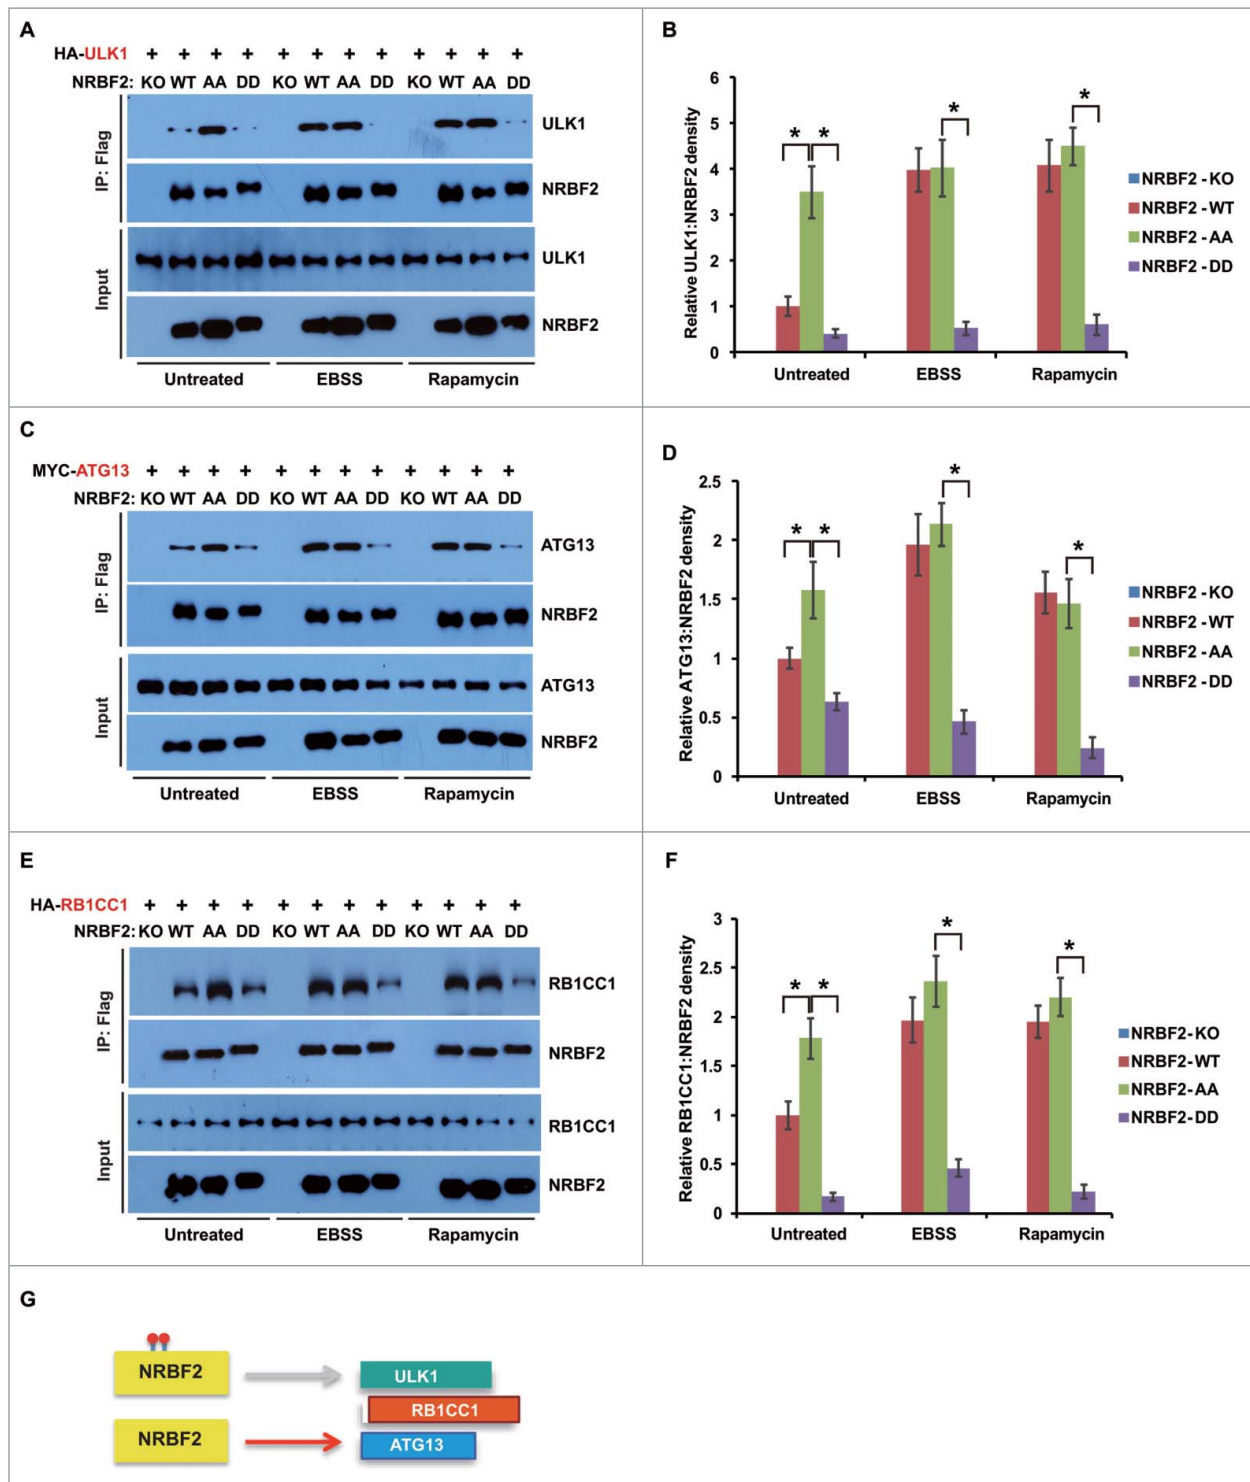 A
HA-ULK1 + + + + + + + + + + + +
NRBF2: KO WT AA DD KO WT AA DD KO WT AA DD
IP: Flag
ULK1
NRBF2
Input
ULK1
NRBF2
Untreated EBSS Rapamycin
B
Relative ULK1:NRBF2 density
6
5
4
3
2
1
0
* * * *
Untreated EBSS Rapamycin
NRBF2-KO
NRBF2-WT
NRBF2-AA
NRBF2-DD
C
MYC-ATG13 + + + + + + + + + + + +
NRBF2: KO WT AA DD KO WT AA DD KO WT AA DD
IP: Flag
ATG13
NRBF2
Input
ATG13
NRBF2
Untreated EBSS Rapamycin
D
Relative ATG13:NRBF2 density
2.5
2
1.5
1
0.5
0
* * * *
Untreated EBSS Rapamycin
NRBF2-KO
NRBF2-WT
NRBF2-AA
NRBF2-DD
E
HA-RB1CC1 + + + + + + + + + + + +
NRBF2: KO WT AA DD KO WT AA DD KO WT AA DD
IP: Flag
RB1CC1
NRBF2
Input
RB1CC1
NRBF2
Untreated EBSS Rapamycin
F
Relative RB1CC1:NRBF2 density
3
2.5
2
1.5
1
0.5
0
* * * *
Untreated EBSS Rapamycin
NRBF2-KO
NRBF2-WT
NRBF2-AA
NRBF2-DD
G
NRBF2
ULK1
RB1CC1
NRBF2
ATG13